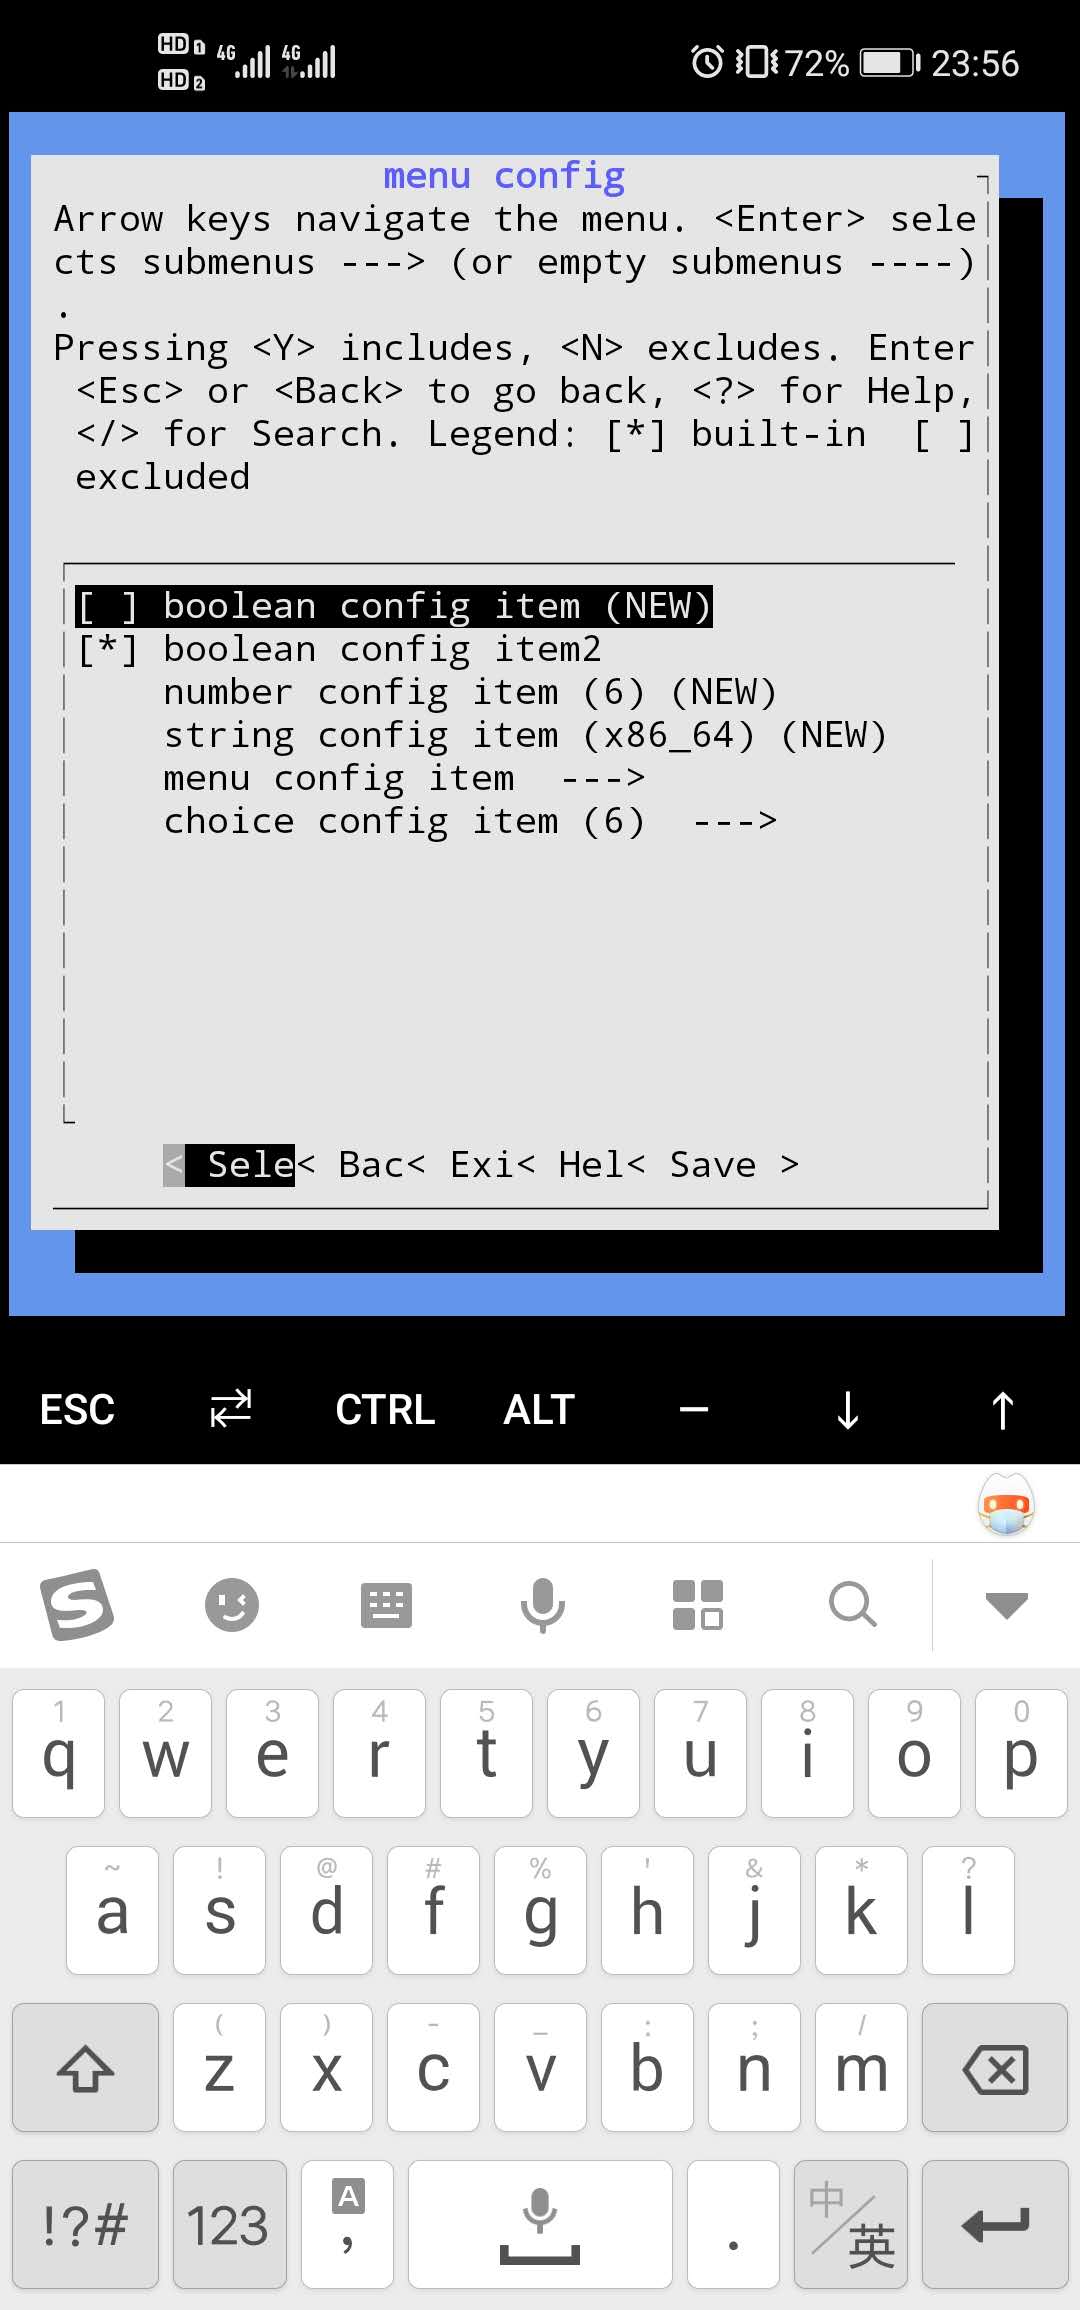 HD 1 4G 4G 72% 23:56
HD 2
menu config
Arrow keys navigate the menu. <Enter> sele
cts submenus ---> (or empty submenus ----)
.
Pressing <Y> includes, <N> excludes. Enter
<Esc> or <Back> to go back, <?> for Help,
</> for Search. Legend: [*] built-in [ ]
excluded
[ ] boolean config item (NEW)
[*] boolean config item2
number config item (6) (NEW)
string config item (x86_64) (NEW)
menu config item --->
choice config item (6) --->
< Sele< Bac< Exi< Hel< Save >
ESC CTRL ALT − ↓ ↑
S
1 2 3 4 5 6 7 8 9 0
q w e r t y u i o p
~ ! @ # % ' & * ?
a s d f g h j k l
( ) - _ : ; /
z x c v b n m
!?# 123 A , . 中/英